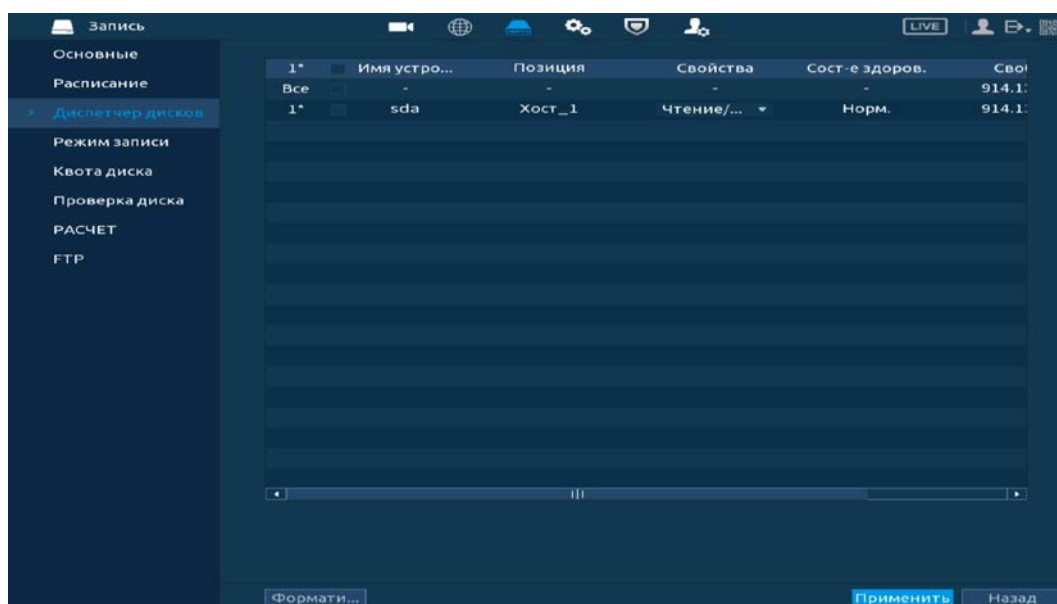 Запись LIVE
Основные
Расписание
Диспетчер дисков
Режим записи
Квота диска
Проверка диска
РАСЧЕТ
FTP
1* Имя устро... Позиция Свойства Сост-е здоров.
Все - - - - 914.1
1* sda Хост_1 Чтение/... Норм. 914.1
Формати... Применить Назад